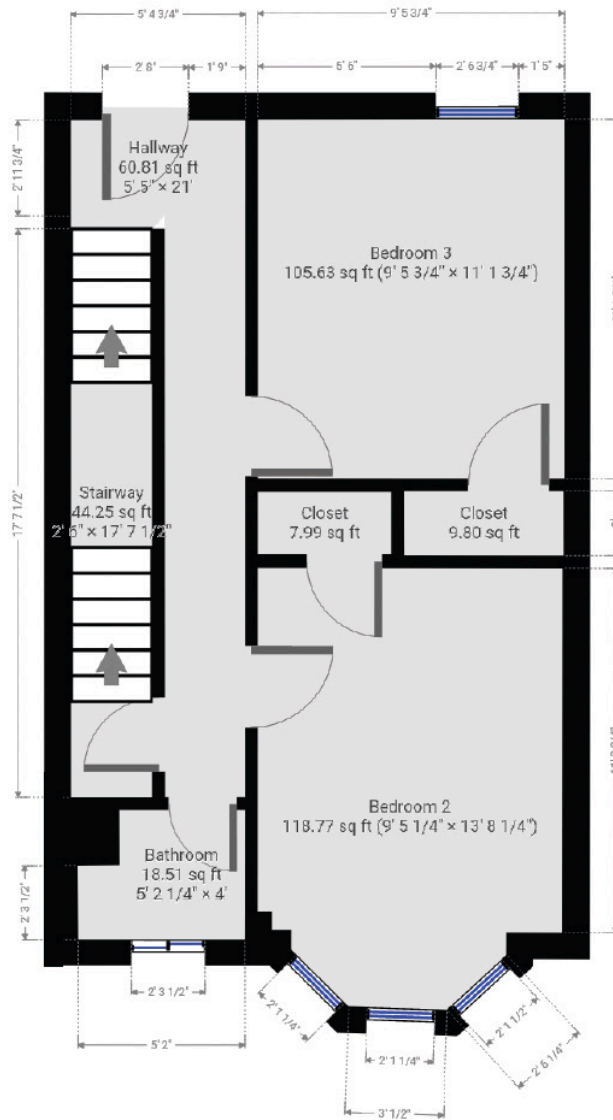 5' 4 3/4"
9' 5 3/4"
2' 8"
1' 9"
5' 6"
2' 6 3/4"
1' 5"
2' 11 3/4"
Hallway
60.81 sq ft
5' 5" × 21'
Bedroom 3
105.63 sq ft (9' 5 3/4" × 11' 1 3/4")
17' 7 1/2"
Stairway
44.25 sq ft
2' 6" × 17' 7 1/2"
Closet
7.99 sq ft
Closet
9.80 sq ft
Bedroom 2
118.77 sq ft (9' 5 1/4" × 13' 8 1/4")
Bathroom
18.51 sq ft
5' 2 1/4" × 4'
2' 3 1/2"
2' 3 1/2"
5' 2"
2' 1 1/4"
2' 1 1/4"
3' 1/2"
2' 1 1/2"
2' 6 1/4"